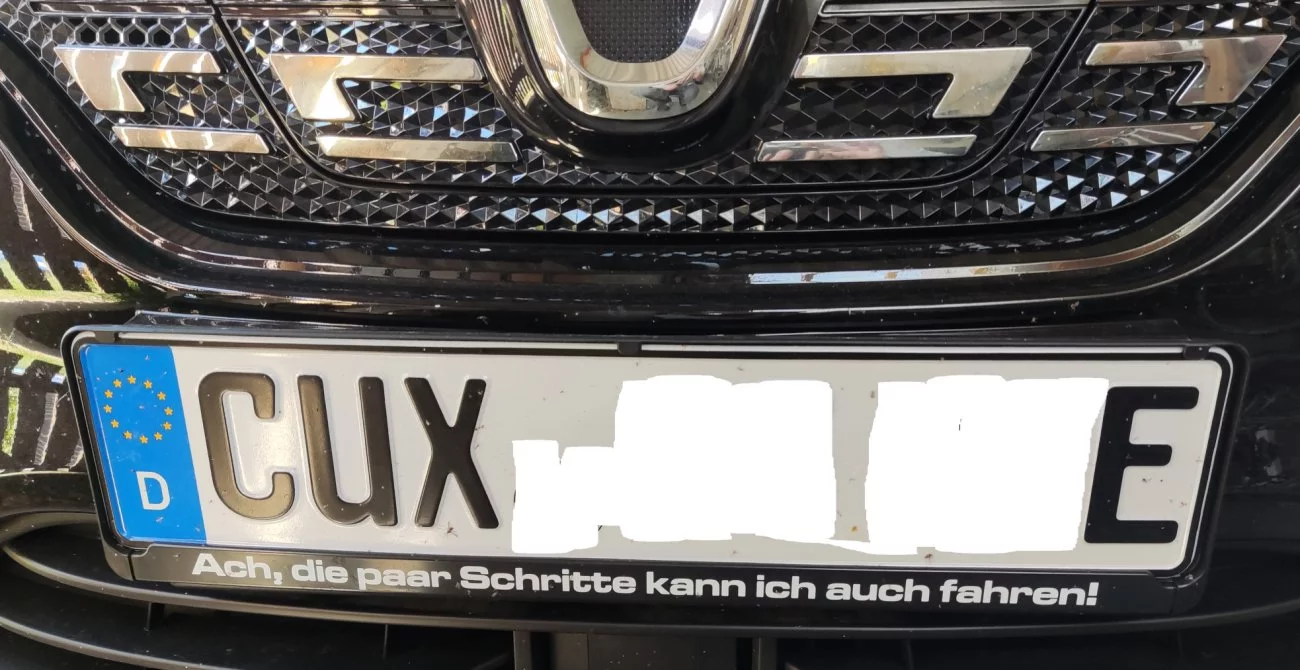 CUX E
D
Ach, die paar Schritte kann ich auch fahren!